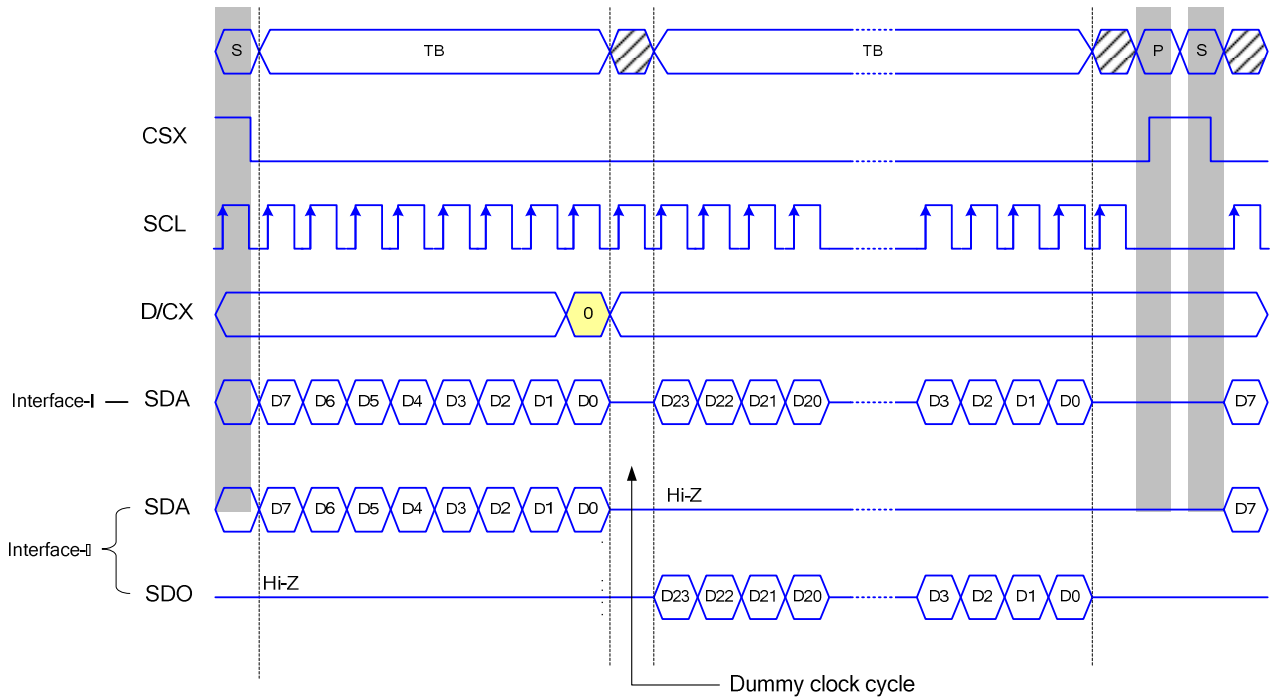 S TB TB P S
CSX
SCL
D/CX 0
Interface-I SDA D7 D6 D5 D4 D3 D2 D1 D0 D23 D22 D21 D20 D3 D2 D1 D0 D7
SDA D7 D6 D5 D4 D3 D2 D1 D0 Hi-Z D7
Interface-▯
SDO Hi-Z D23 D22 D21 D20 D3 D2 D1 D0
Dummy clock cycle